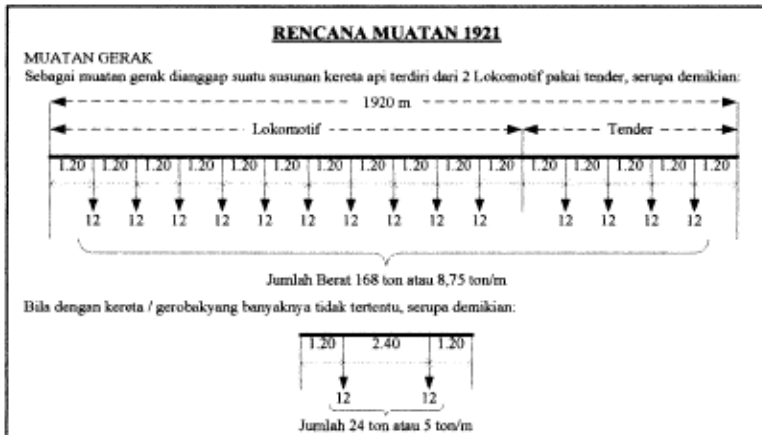 RENCANA MUATAN 1921
MUATAN GERAK
Sebagai muatan gerak dianggap suatu susunan kereta api terdiri dari 2 Lokomotif pakai tender, serupa demikian:
1920 m
Lokomotif Tender
1.20 1.20 1.20 1.20 1.20 1.20 1.20 1.20 1.20 1.20 1.20 1.20 1.20 1.20 1.20 1.20
12 12 12 12 12 12 12 12 12 12 12 12 12 12
Jumlah Berat 168 ton atau 8,75 ton/m
Bila dengan kereta / gerobakyang banyaknya tidak tertentu, serupa demikian:
1.20 2.40 1.20
12 12
Jumlah 24 ton atau 5 ton/m